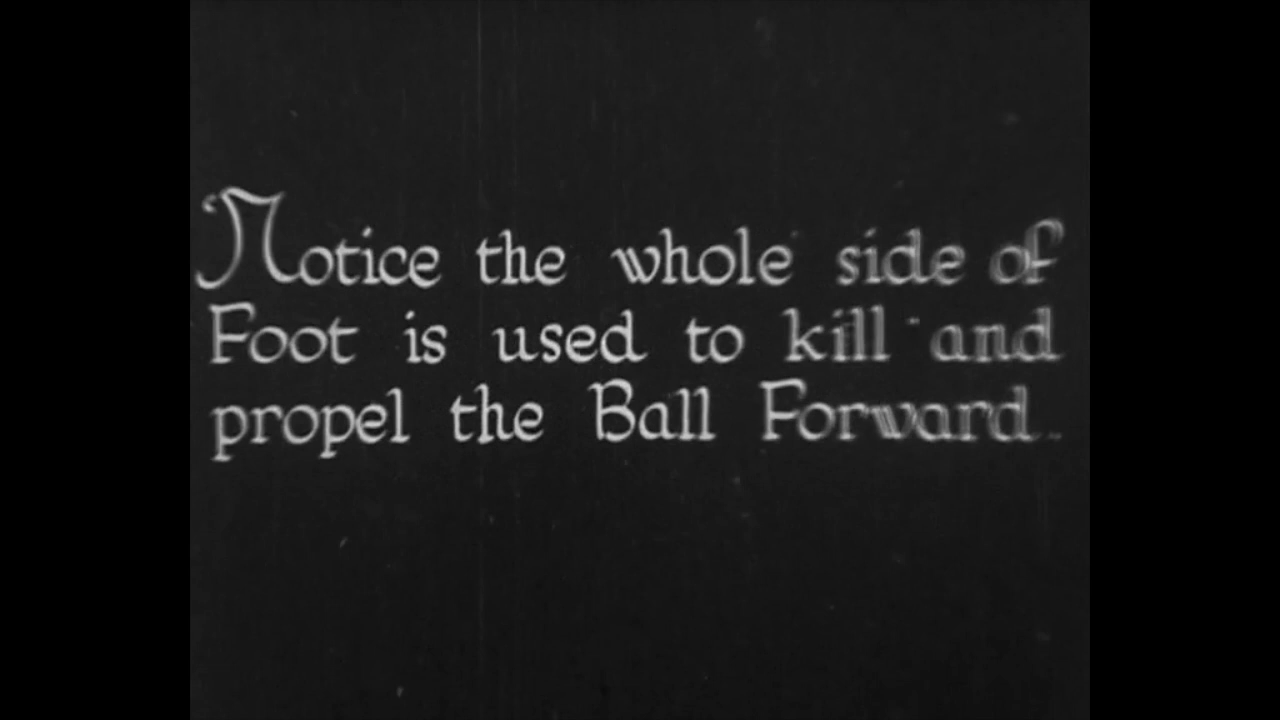 Notice the whole side of
Foot is used to kill and
propel the Ball Forward..